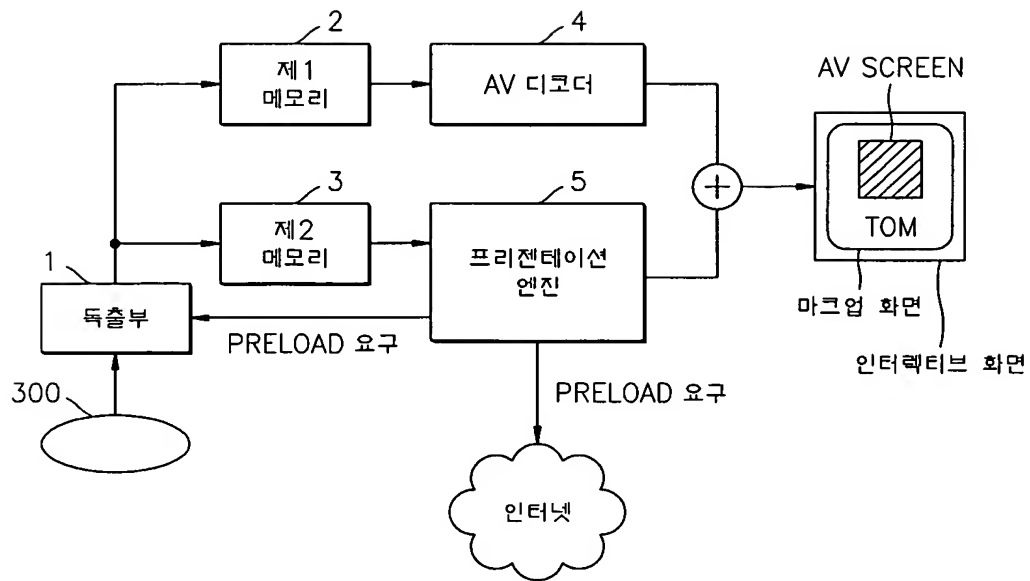 2
제1
메모리
4
AV 디코더
AV SCREEN
TOM
마크업 화면
인터렉티브 화면
3
제2
메모리
5
프리젠테이션
엔진
1
독출부
PRELOAD 요구
300
PRELOAD 요구
인터넷